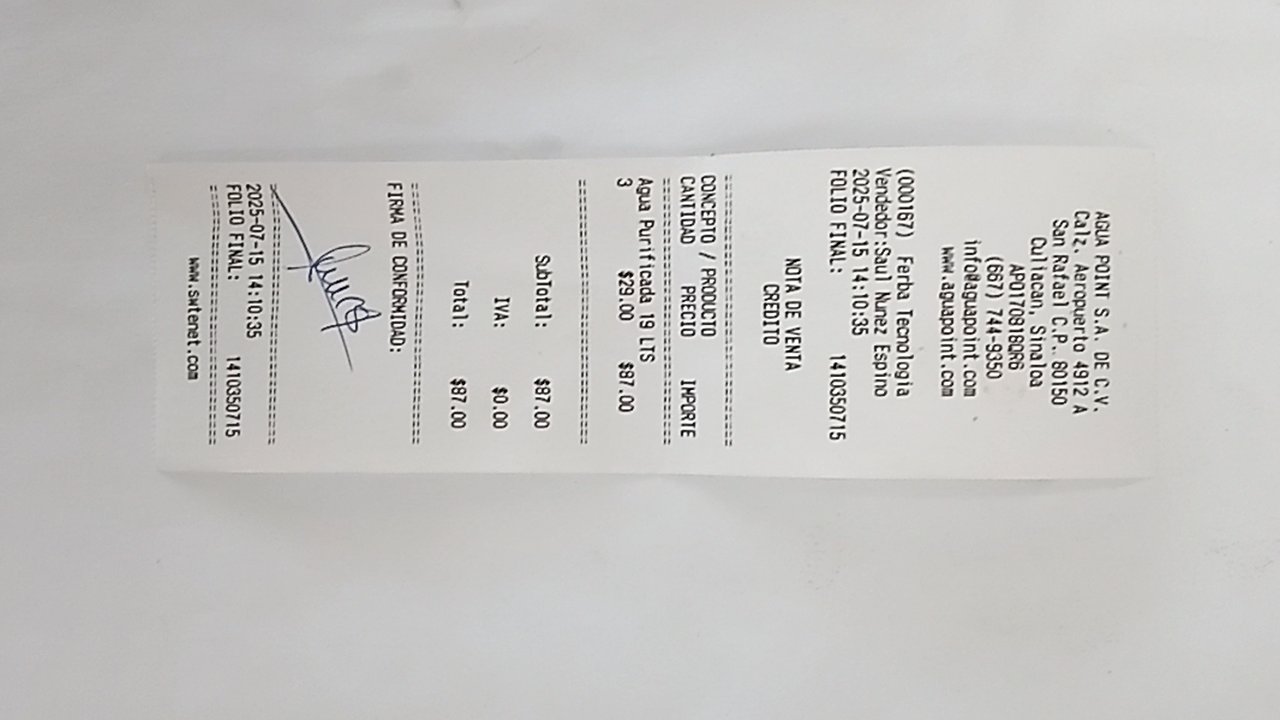 AGUA POINT S.A. DE C.V.
Calz. Aeropuerto 4912 A
San Rafael C.P. 80150
Culiacan, Sinaloa
APO170818QR6
(667) 744-9350
info@aguapoint.com
www.aguapoint.com
(000167) Ferba Tecnologia
Vendedor:Saul Nunez Espino
2025-07-15 14:10:35
FOLIO FINAL: 1410350715
NOTA DE VENTA
CREDITO
==============================
CONCEPTO / PRODUCTO
CANTIDAD PRECIO IMPORTE
==============================
Agua Purificada 19 LTS
3 $29.00 $87.00
==============================
SubTotal: $87.00
IVA: $0.00
Total: $87.00
==============================
FIRMA DE CONFORMIDAD:
==============================
2025-07-15 14:10:35
FOLIO FINAL: 1410350715
==============================
www.swtenet.com